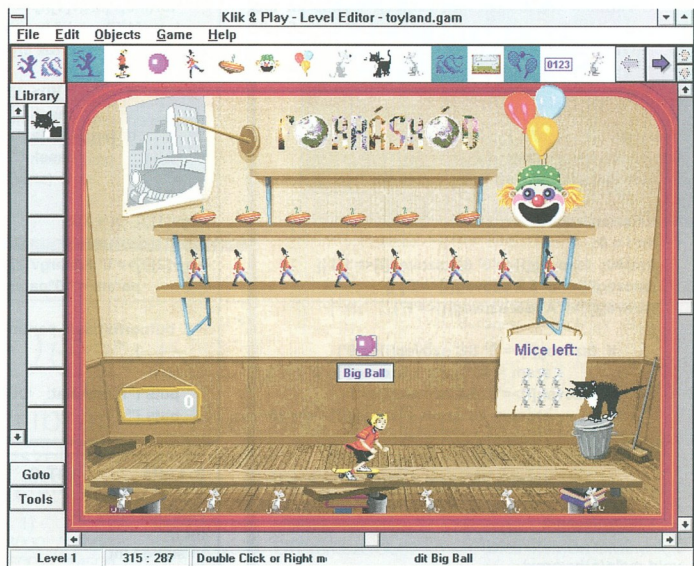 Klik & Play - Level Editor - toyland.gam
File Edit Objects Game Help
0123
Library
FORRÁSKÓD
Mice left:
Big Ball
0
Goto
Tools
Level 1 315 : 287 Double Click or Right m dit Big Ball